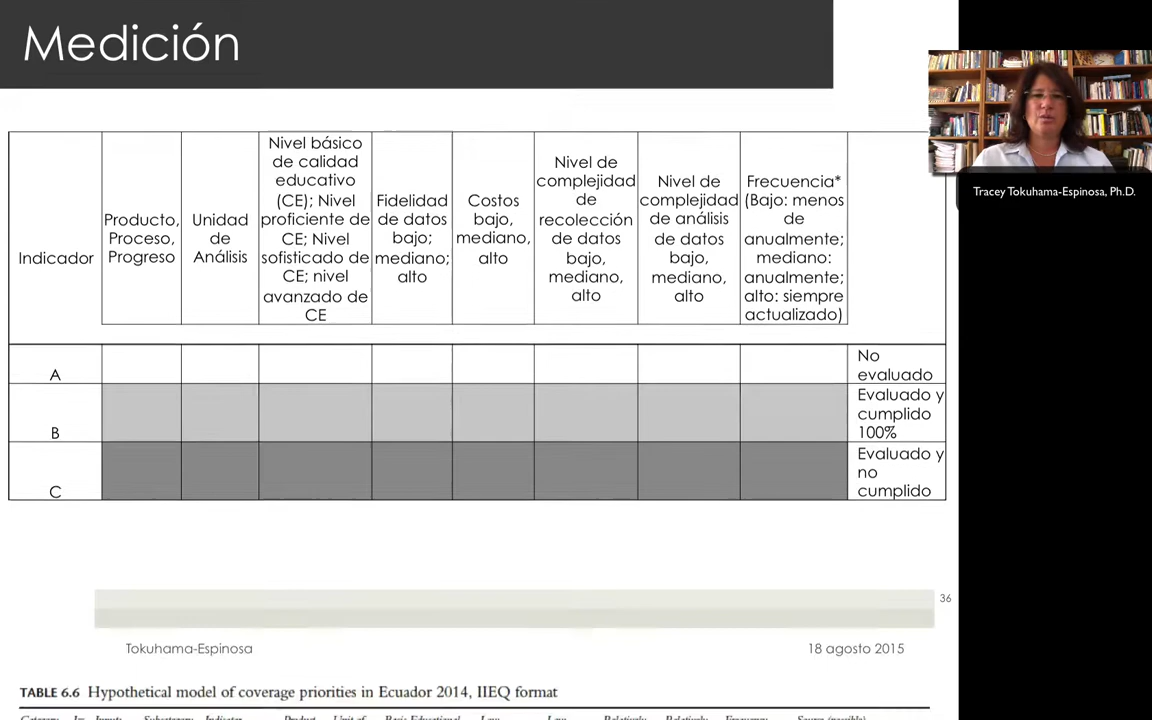 Medición
Tracey Tokuhama-Espinosa, Ph.D.
Indicador
Producto,
Proceso,
Progreso
Unidad
de
Análisis
Nivel básico
de calidad
educativo
(CE); Nivel
proficiente de
CE; Nivel
sofisticado de
CE; nivel
avanzado de
CE
Fidelidad
de datos
bajo;
mediano;
alto
Costos
bajo,
mediano,
alto
Nivel de
complejidad
de
recolección
de datos
bajo,
mediano,
alto
Nivel de
complejidad
de análisis
de datos
bajo,
mediano,
alto
Frecuencia*
(Bajo: menos
de
anualmente;
mediano:
anualmente;
alto: siempre
actualizado)
A
No
evaluado
B
Evaluado y
cumplido
100%
C
Evaluado y
no
cumplido
36
Tokuhama-Espinosa
18 agosto 2015
TABLE 6.6 Hypothetical model of coverage priorities in Ecuador 2014, IIEQ format